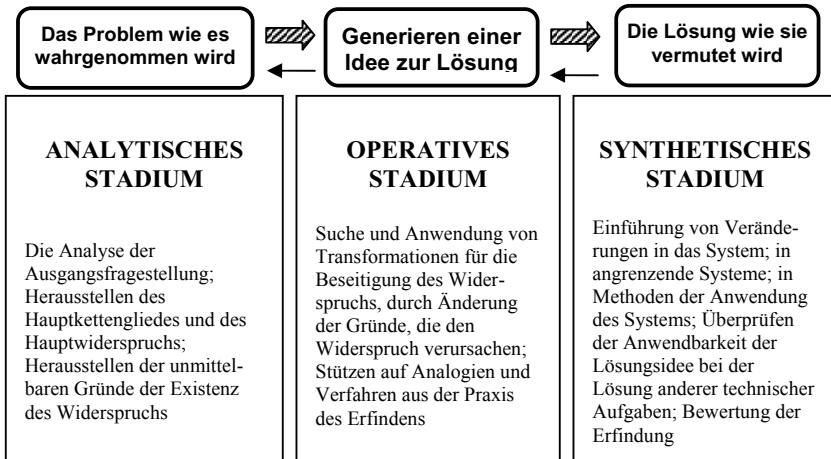 Das Problem wie es
wahrgenommen wird
Generieren einer
Idee zur Lösung
Die Lösung wie sie
vermutet wird
ANALYTISCHES
STADIUM
Die Analyse der
Ausgangsfragestellung;
Herausstellen des
Hauptkettengliedes und des
Hauptwiderspruchs;
Herausstellen der unmittel-
baren Gründe der Existenz
des Widerspruchs
OPERATIVES
STADIUM
Suche und Anwendung von
Transformationen für die
Beseitigung des Wider-
spruchs, durch Änderung
der Gründe, die den
Widerspruch verursachen;
Stützen auf Analogien und
Verfahren aus der Praxis
des Erfindens
SYNTHETISCHES
STADIUM
Einführung von Verände-
rungen in das System; in
angrenzende Systeme; in
Methoden der Anwendung
des Systems; Überprüfen
der Anwendbarkeit der
Lösungsidee bei der
Lösung anderer technischer
Aufgaben; Bewertung der
Erfindung